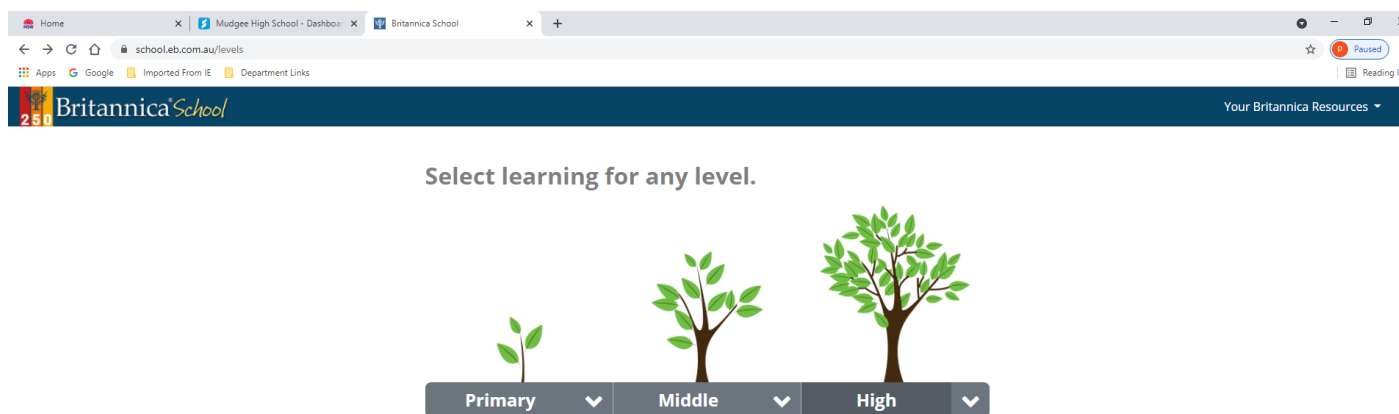 Home
Mudgee High School - Dashboar
Britannica School
school.eb.com.au/levels
Paused
Apps Google Imported From IE Department Links
Reading l
250 Britannica School
Your Britannica Resources
Select learning for any level.
Primary Middle High